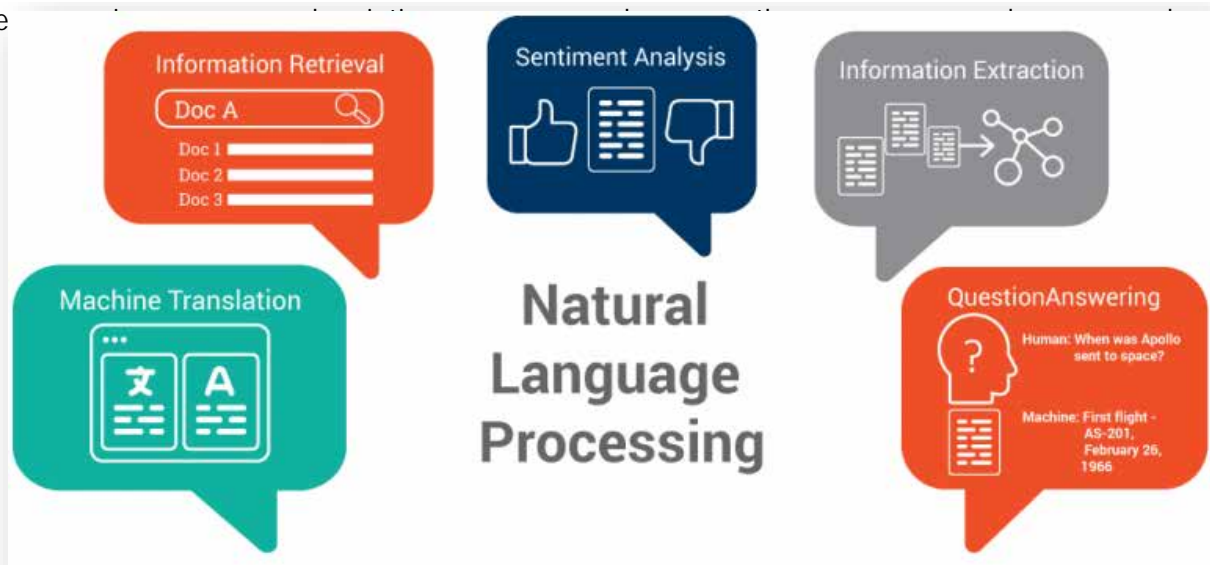 e
Information Retrieval
Doc A
Doc 1
Doc 2
Doc 3
Sentiment Analysis
Information Extraction
Machine Translation
文 A
Natural
Language
Processing
QuestionAnswering
?
Human: When was Apollo
sent to space?
Machine: First flight -
AS-201,
February 26,
1966